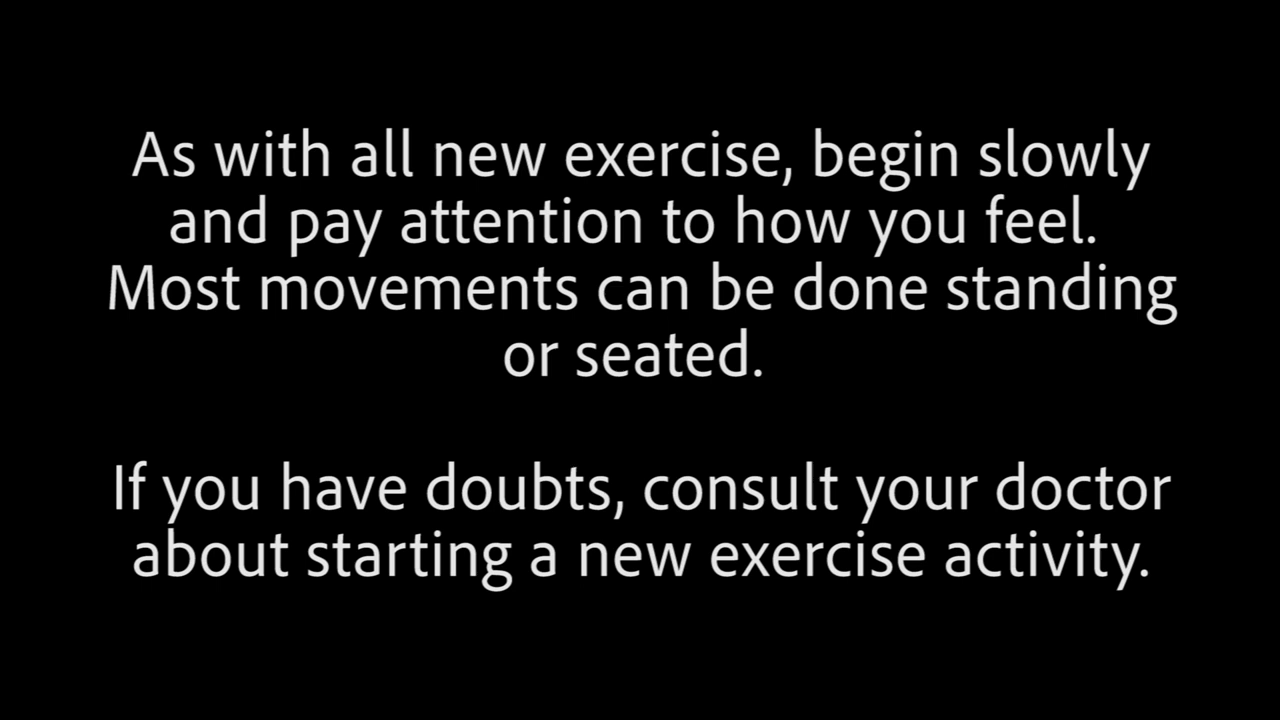 As with all new exercise, begin slowly
and pay attention to how you feel.
Most movements can be done standing
or seated.
If you have doubts, consult your doctor
about starting a new exercise activity.